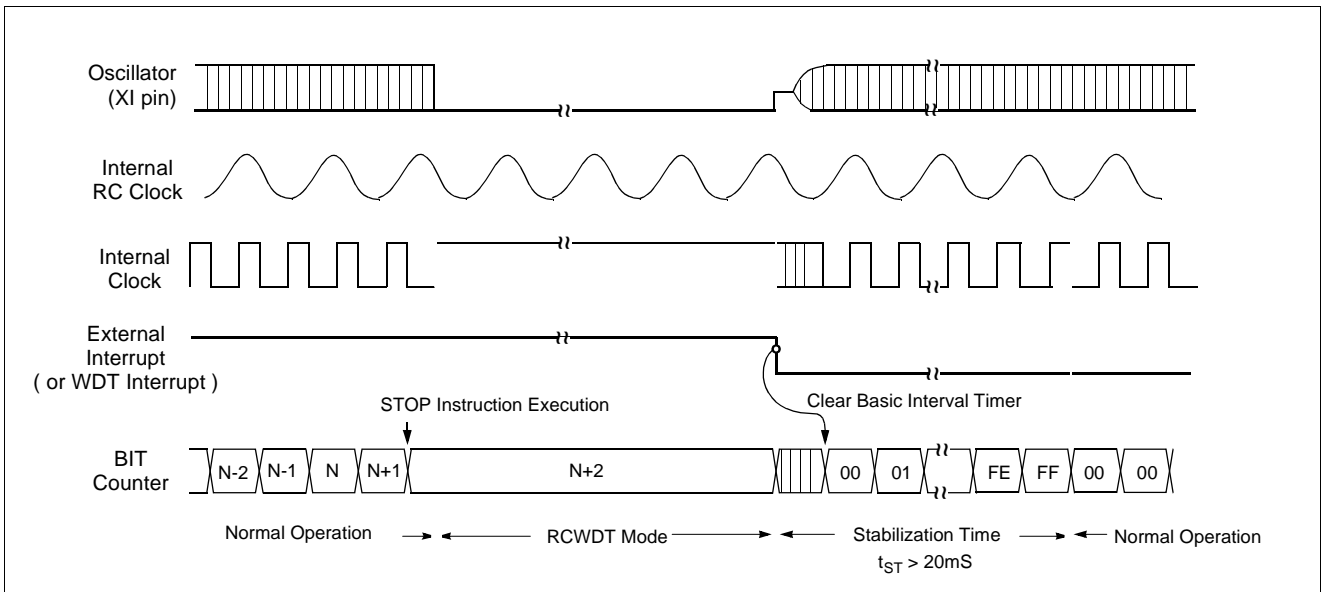 Oscillator
(XI pin)
Internal
RC Clock
Internal
Clock
External
Interrupt
( or WDT Interrupt )
STOP Instruction Execution
Clear Basic Interval Timer
BIT
Counter
N-2 N-1 N N+1 N+2 00 01 FE FF 00 00
Normal Operation RCWDT Mode Stabilization Time Normal Operation
tST > 20mS